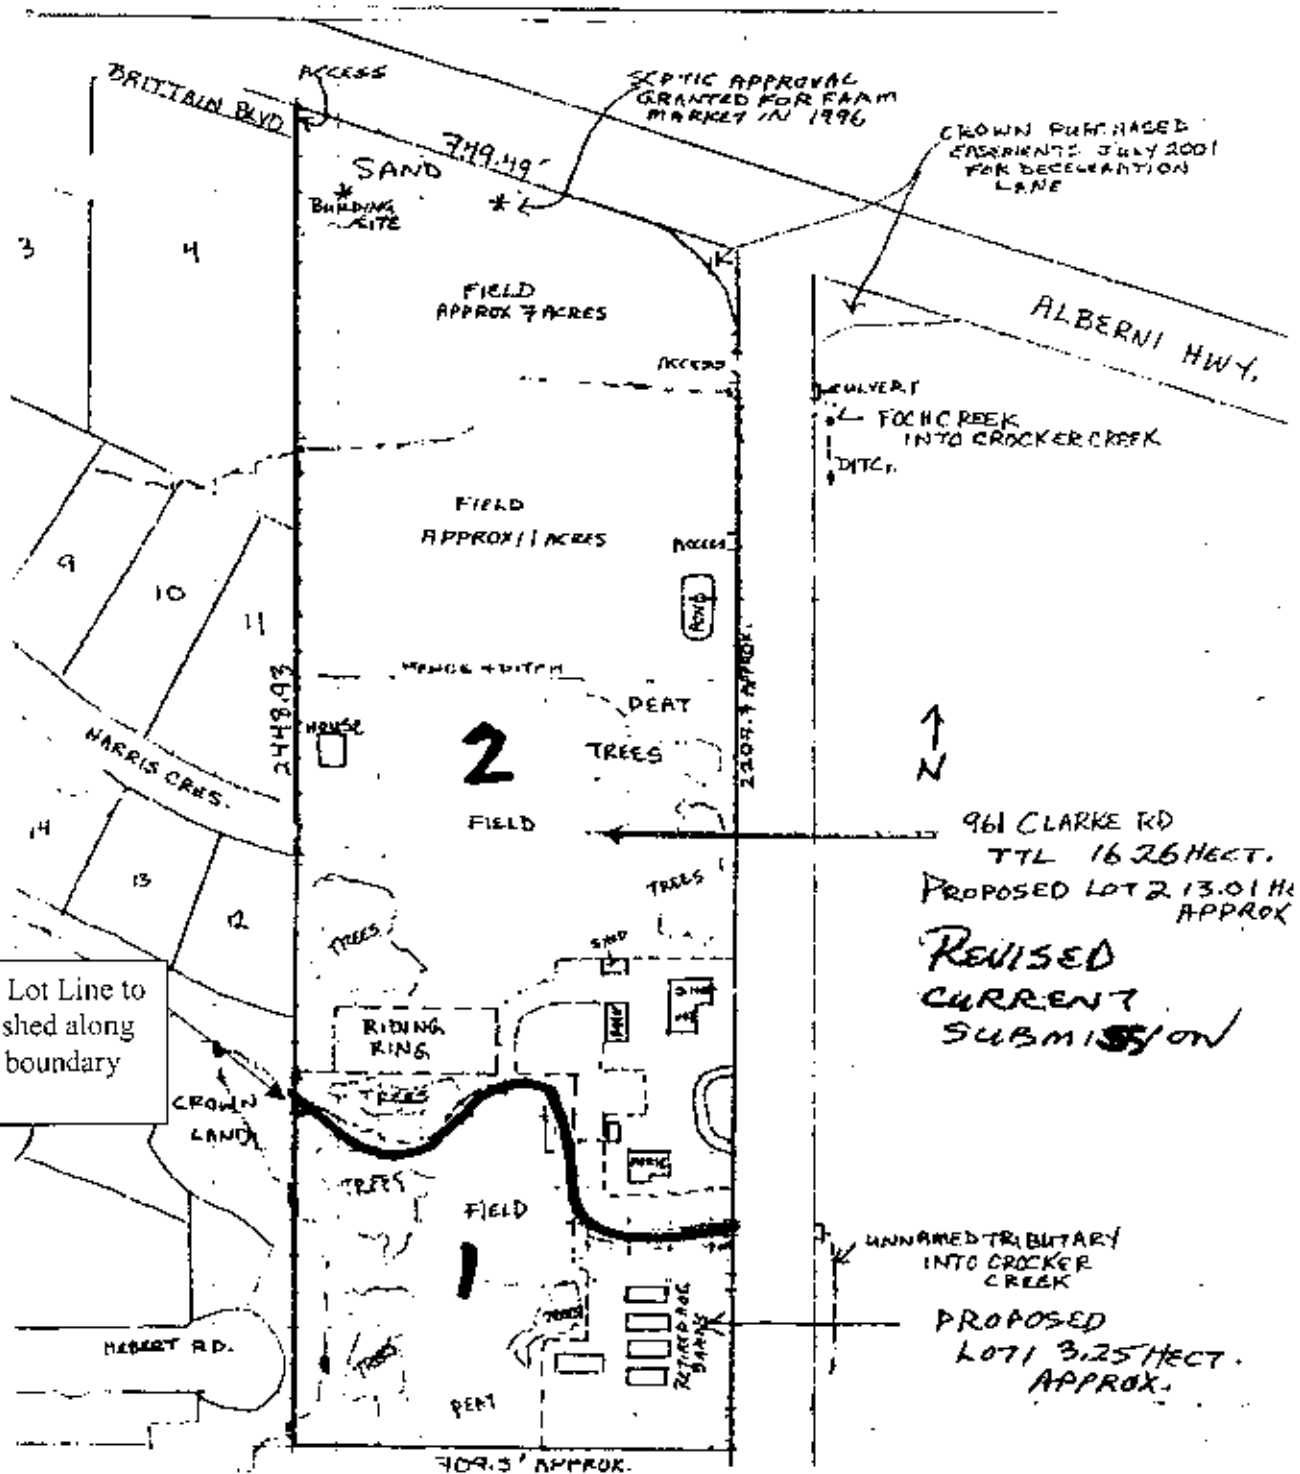 BRITTAIN BLVD
ACCESS
SEPTIC APPROVAL
GRANTED FOR FARM
MARKET IN 1996
CROWN PURCHASED
EASEMENTS JULY 2001
FOR DECELERATION
LANE
749.49'
SAND
BUILDING
SITE
3
4
FIELD
APPROX 7 ACRES
ALBERNI HWY.
ACCESS
CULVERT
FOCH CREEK
INTO CROCKER CREEK
DITCH
FIELD
APPROX 11 ACRES
ACCESS
POND
9
10
11
2448.93
HARRIS CRES.
PEAT
TREES
HOUSE
2
FIELD
N
961 CLARKE RD
TTL 16.26 HECT.
PROPOSED LOT 2 13.01 HE
APPROX
REVISED
CURRENT
SUBMISSION
14
13
12
TREES
TREES
RIDING
RING
Lot Line to
shed along
boundary
CROWN
LAND
TREES
TREES
FIELD
1
UNNAMED TRIBUTARY
INTO CROCKER
CREEK
PROPOSED
LOT 1 3.25 HECT.
APPROX.
HEBERT RD.
TREES
PEAT
BARNS
709.5' APPROX.